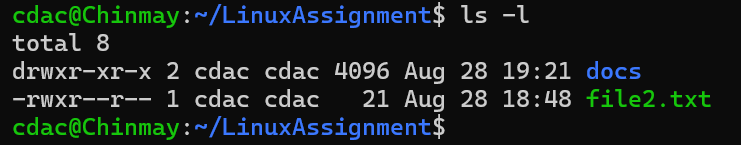 cdac@Chinmay:~/LinuxAssignment$ ls -l
total 8
drwxr-xr-x 2 cdac cdac 4096 Aug 28 19:21 docs
-rwxr--r-- 1 cdac cdac   21 Aug 28 18:48 file2.txt
cdac@Chinmay:~/LinuxAssignment$